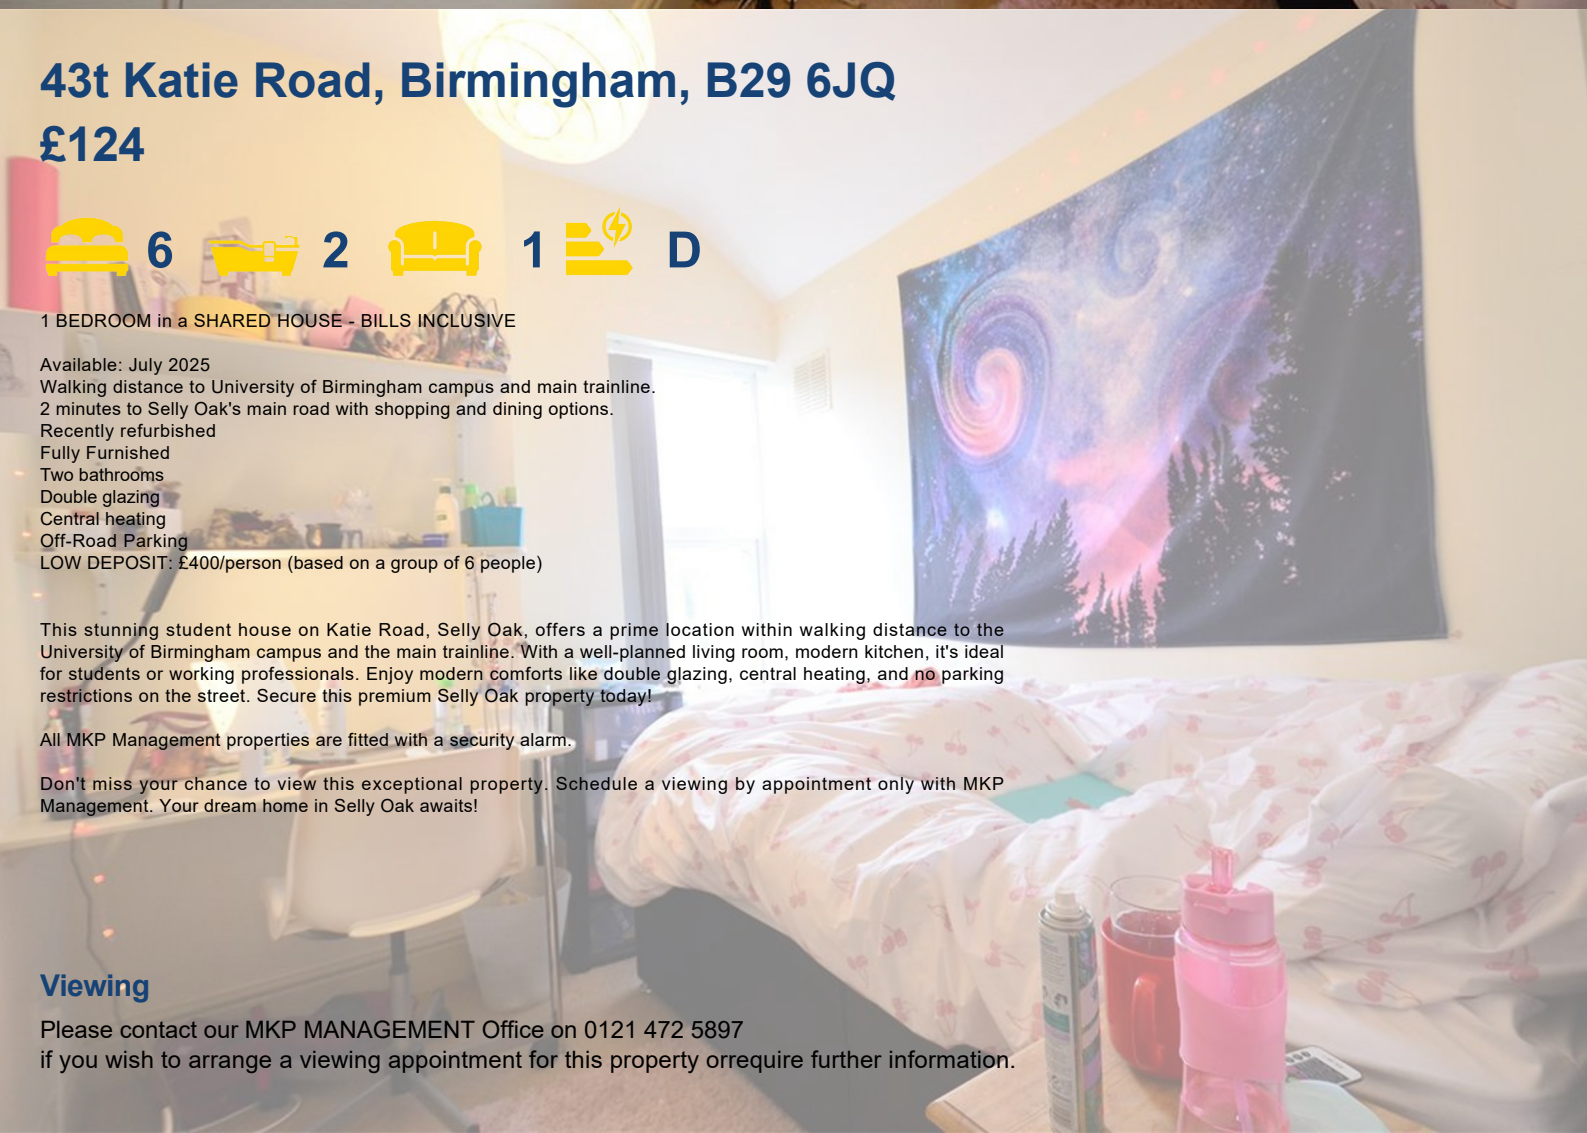 43t Katie Road, Birmingham, B29 6JQ
£124
6 2 1 D
1 BEDROOM in a SHARED HOUSE - BILLS INCLUSIVE
Available: July 2025
Walking distance to University of Birmingham campus and main trainline.
2 minutes to Selly Oak's main road with shopping and dining options.
Recently refurbished
Fully Furnished
Two bathrooms
Double glazing
Central heating
Off-Road Parking
LOW DEPOSIT: £400/person (based on a group of 6 people)
This stunning student house on Katie Road, Selly Oak, offers a prime location within walking distance to the
University of Birmingham campus and the main trainline. With a well-planned living room, modern kitchen, it's ideal
for students or working professionals. Enjoy modern comforts like double glazing, central heating, and no parking
restrictions on the street. Secure this premium Selly Oak property today!
All MKP Management properties are fitted with a security alarm.
Don't miss your chance to view this exceptional property. Schedule a viewing by appointment only with MKP
Management. Your dream home in Selly Oak awaits!
Viewing
Please contact our MKP MANAGEMENT Office on 0121 472 5897
if you wish to arrange a viewing appointment for this property orrequire further information.